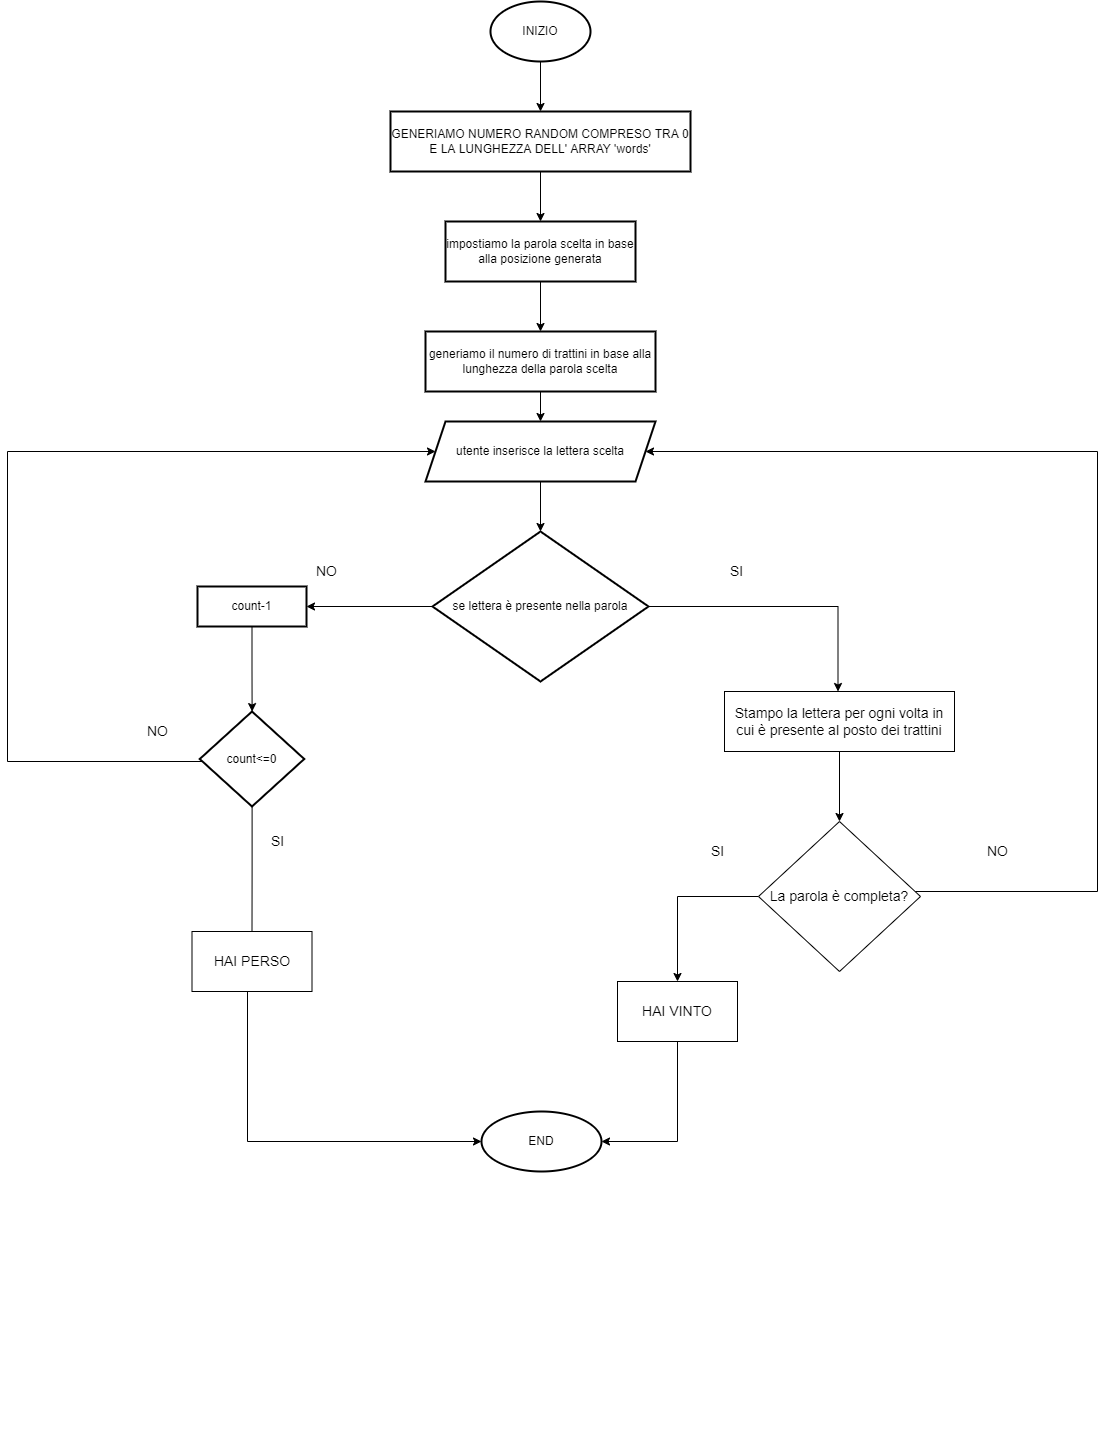 INIZIO
GENERIAMO NUMERO RANDOM COMPRESO TRA 0
E LA LUNGHEZZA DELL' ARRAY 'words'
impostiamo la parola scelta in base
alla posizione generata
generiamo il numero di trattini in base alla
lunghezza della parola scelta
utente inserisce la lettera scelta
NO
SI
count-1
se lettera è presente nella parola
Stampo la lettera per ogni volta in
cui è presente al posto dei trattini
NO
count<=0
SI
SI
NO
La parola è completa?
HAI PERSO
HAI VINTO
END